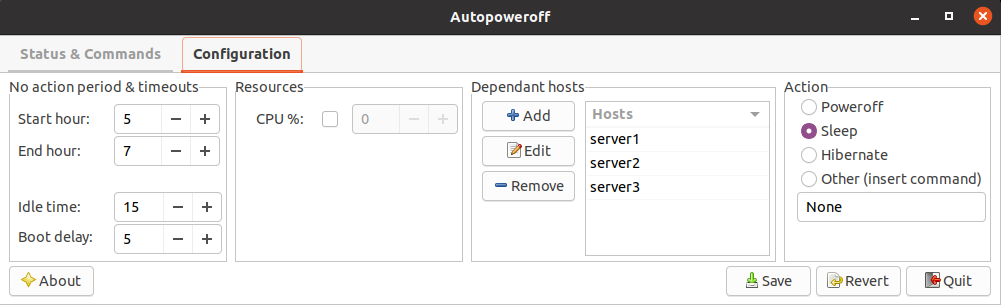 Autopoweroff
Status & Commands
Configuration
No action period & timeouts
Start hour: 5
End hour: 7
Idle time: 15
Boot delay: 5
Resources
CPU %: 0
Dependant hosts
Add
Edit
Remove
Hosts
server1
server2
server3
Action
Poweroff
Sleep
Hibernate
Other (insert command)
None
About
Save
Revert
Quit